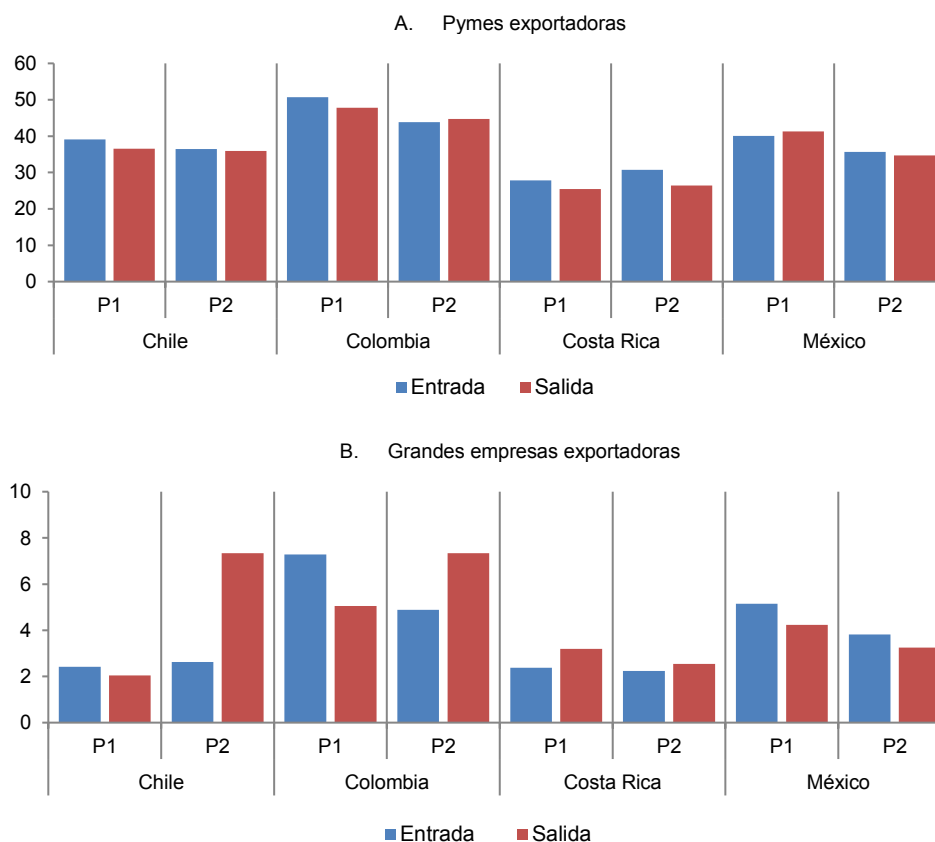 A. Pymes exportadoras
60
50
40
30
20
10
0
P1 P2 P1 P2 P1 P2 P1 P2
Chile Colombia Costa Rica México
Entrada Salida
B. Grandes empresas exportadoras
10
8
6
4
2
0
P1 P2 P1 P2 P1 P2 P1 P2
Chile Colombia Costa Rica México
Entrada Salida